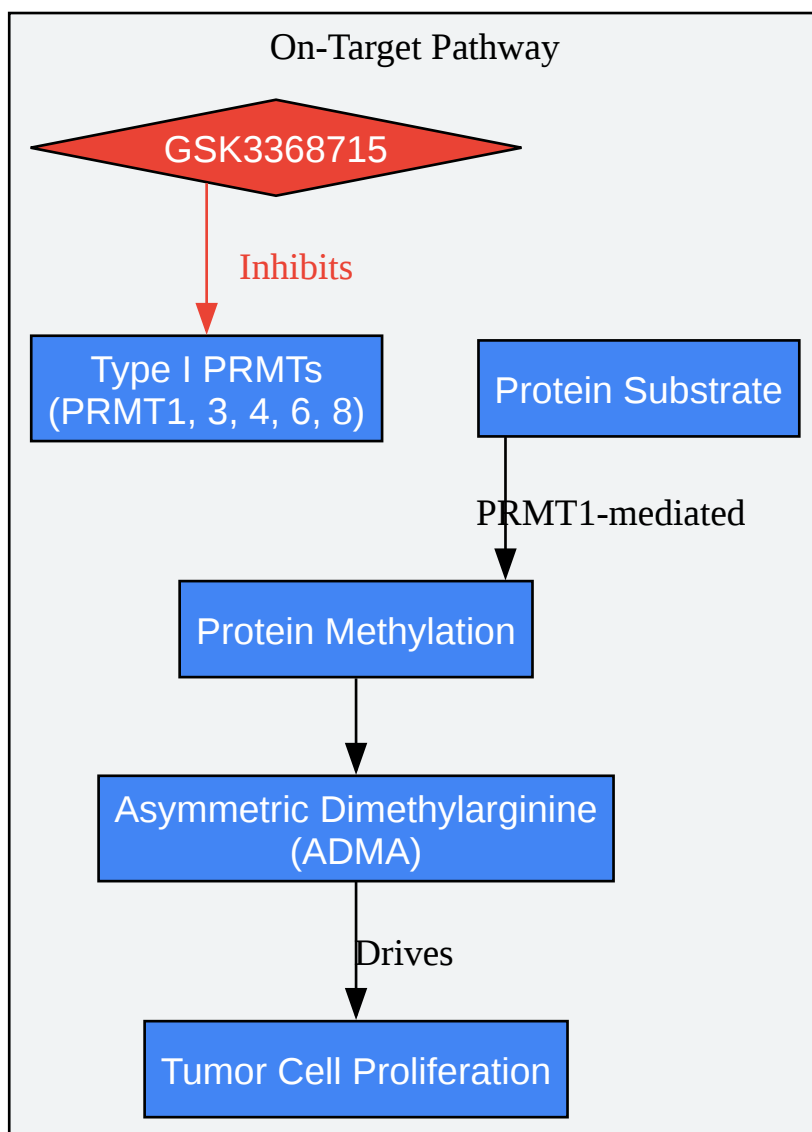 On-Target Pathway
GSK3368715
Inhibits
Type I PRMTs
(PRMT1, 3, 4, 6, 8)
Protein Substrate
PRMT1-mediated
Protein Methylation
Asymmetric Dimethylarginine
(ADMA)
Drives
Tumor Cell Proliferation